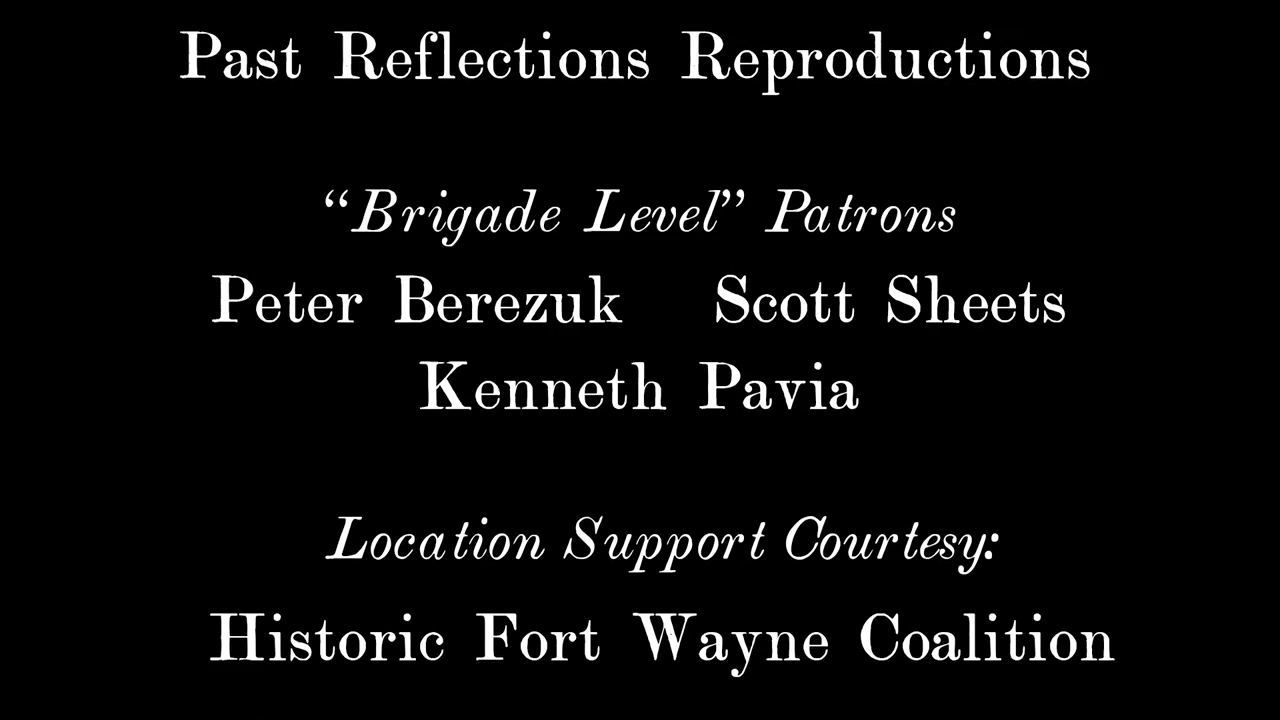 Past Reflections Reproductions
“Brigade Level” Patrons
Peter Berezuk Scott Sheets
Kenneth Pavia
Location Support Courtesy:
Historic Fort Wayne Coalition